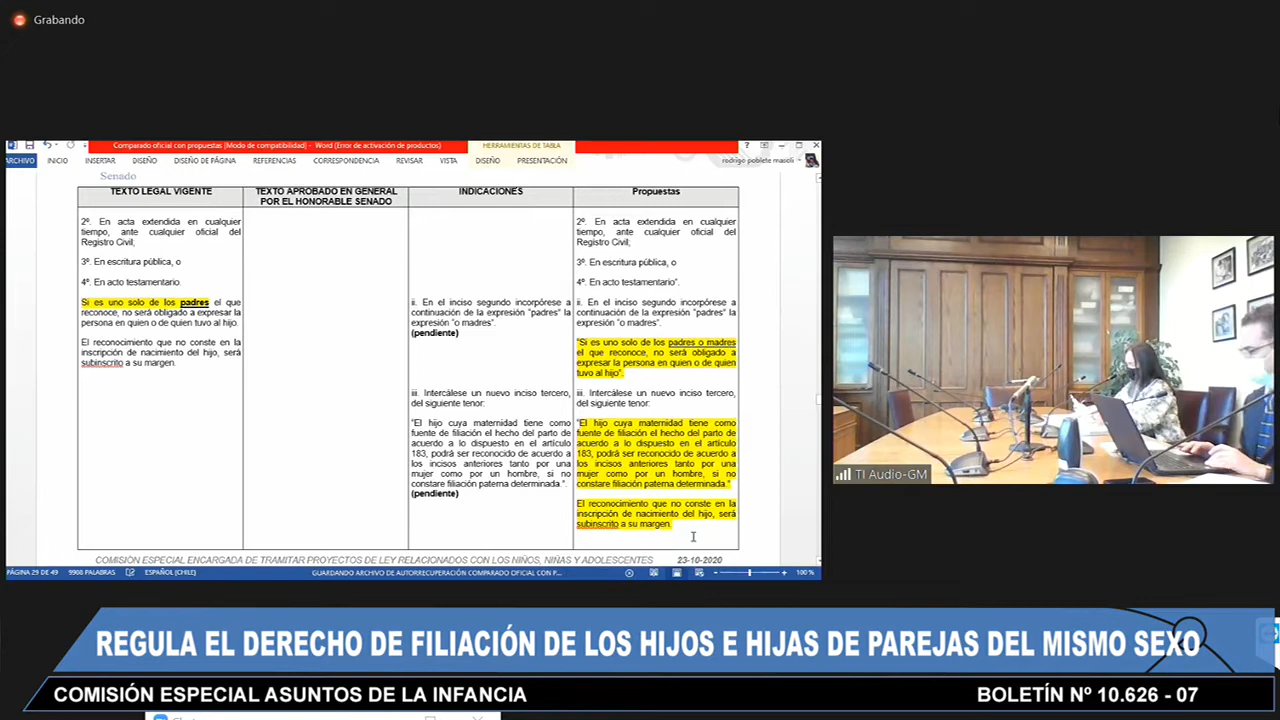 Grabando
Comparado oficial con propuestas [Modo de compatibilidad] - Word (Error de activación de productos)
HERRAMIENTAS DE TABLA
ARCHIVO INICIO INSERTAR DISEÑO DISEÑO DE PÁGINA REFERENCIAS CORRESPONDENCIA REVISAR VISTA DISEÑO PRESENTACIÓN
rodrigo poblete masoli
Senado
TEXTO LEGAL VIGENTE
2º. En acta extendida en cualquier
tiempo, ante cualquier oficial del
Registro Civil;
3º. En escritura pública, o
4º. En acto testamentario.
Si es uno solo de los padres el que
reconoce, no será obligado a expresar la
persona en quien o de quien tuvo al hijo.
El reconocimiento que no conste en la
inscripción de nacimiento del hijo, será
subinscrito a su margen.
TEXTO APROBADO EN GENERAL
POR EL HONORABLE SENADO
INDICACIONES
ii. En el inciso segundo incorpórese a
continuación de la expresión "padres" la
expresión "o madres".
(pendiente)
iii. Intercálese un nuevo inciso tercero,
del siguiente tenor:
"El hijo cuya maternidad tiene como
fuente de filiación el hecho del parto de
acuerdo a lo dispuesto en el artículo
183, podrá ser reconocido de acuerdo a
los incisos anteriores tanto por una
mujer como por un hombre, si no
constare filiación paterna determinada.".
(pendiente)
Propuestas
2º. En acta extendida en cualquier
tiempo, ante cualquier oficial del
Registro Civil;
3º. En escritura pública, o
4º. En acto testamentario".
ii. En el inciso segundo incorpórese a
continuación de la expresión "padres" la
expresión "o madres".
"Si es uno solo de los padres o madres
el que reconoce, no será obligado a
expresar la persona en quien o de quien
tuvo al hijo".
iii. Intercálese un nuevo inciso tercero,
del siguiente tenor:
"El hijo cuya maternidad tiene como
fuente de filiación el hecho del parto de
acuerdo a lo dispuesto en el artículo
183, podrá ser reconocido de acuerdo a
los incisos anteriores tanto por una
mujer como por un hombre, si no
constare filiación paterna determinada."
El reconocimiento que no conste en la
inscripción de nacimiento del hijo, será
subinscrito a su margen.
COMISIÓN ESPECIAL ENCARGADA DE TRAMITAR PROYECTOS DE LEY RELACIONADOS CON LOS NIÑOS, NIÑAS Y ADOLESCENTES 23-10-2020
PÁGINA 29 DE 49 9908 PALABRAS ESPAÑOL (CHILE) GUARDANDO ARCHIVO DE AUTORRECUPERACIÓN COMPARADO OFICIAL CON P... 100 %
TI Audio-GM
REGULA EL DERECHO DE FILIACIÓN DE LOS HIJOS E HIJAS DE PAREJAS DEL MISMO SEXO
COMISIÓN ESPECIAL ASUNTOS DE LA INFANCIA
BOLETÍN Nº 10.626 - 07